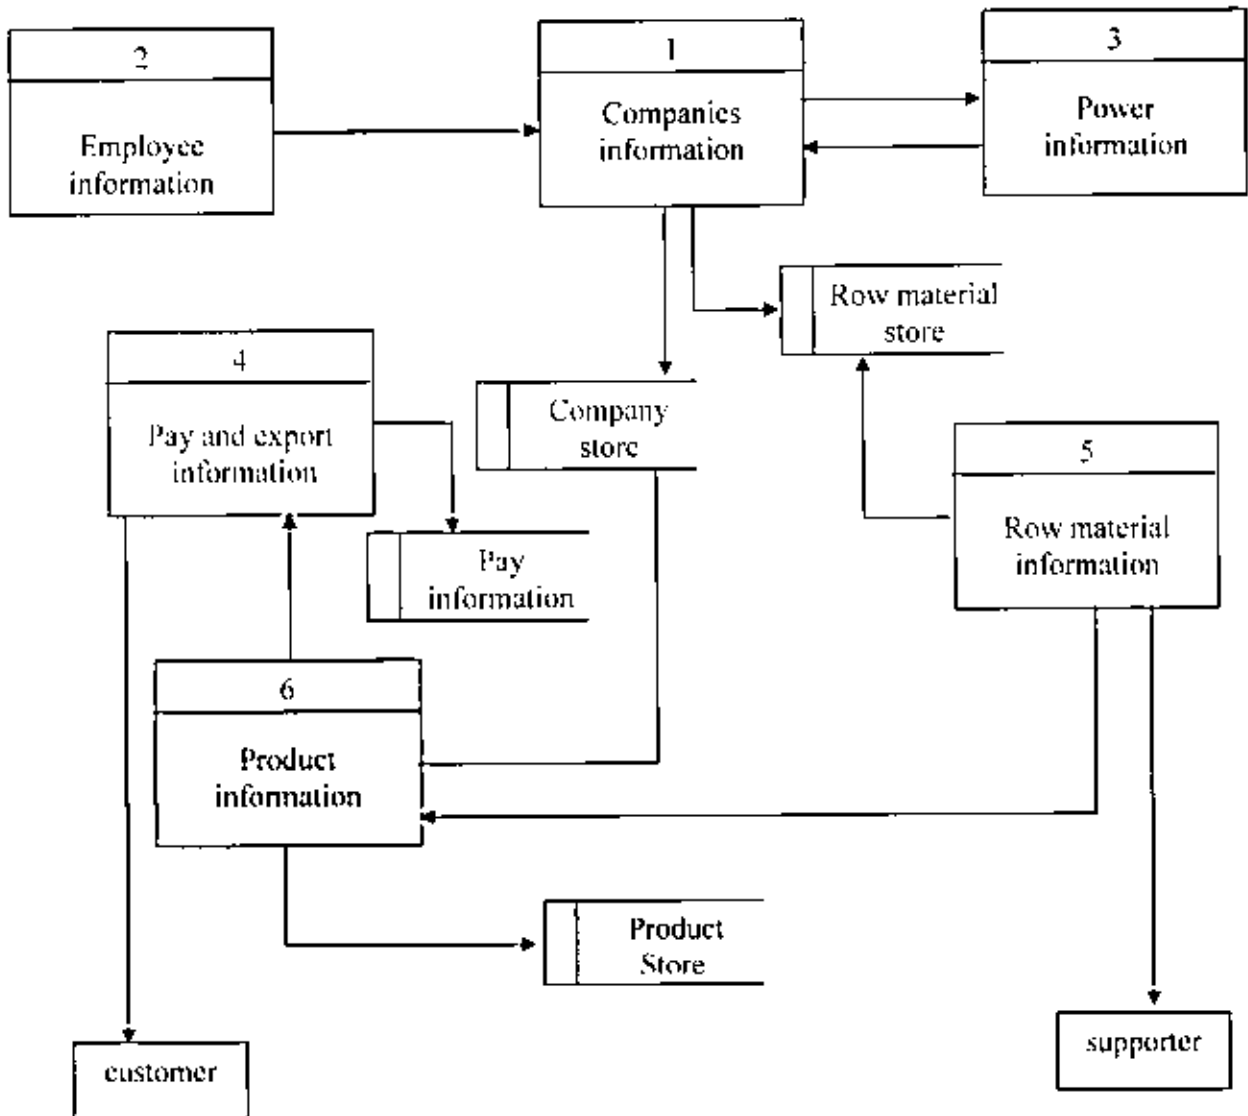 2
Employee
information
1
Companies
information
3
Power
information
Row material
store
4
Pay and export
information
Company
store
5
Row material
information
Pay
information
6
Product
information
Product
Store
customer
supporter